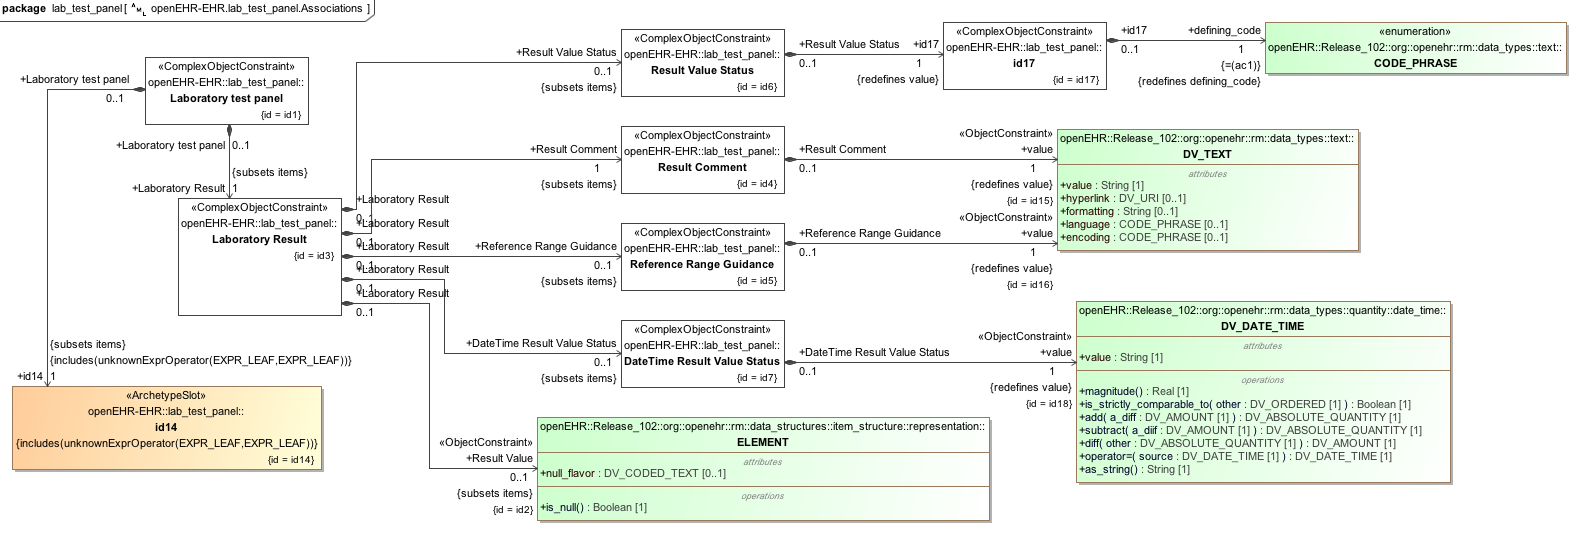 package lab_test_panel[ AML openEHR-EHR.lab_test_panel.Associations ]
+Laboratory test panel
0..1
«ComplexObjectConstraint»
openEHR-EHR::lab_test_panel::
Laboratory test panel
{id = id1}
+Laboratory test panel
0..1
{subsets items}
+Laboratory Result
1
«ComplexObjectConstraint»
openEHR-EHR::lab_test_panel::
Laboratory Result
{id = id3}
+Laboratory Result
0..1
+Laboratory Result
0..1
+Laboratory Result
0..1
+Laboratory Result
0..1
+Laboratory Result
0..1
{subsets items}
{includes(unknownExprOperator(EXPR_LEAF,EXPR_LEAF))}
+id14
1
«ArchetypeSlot»
openEHR-EHR::lab_test_panel::
id14
{includes(unknownExprOperator(EXPR_LEAF,EXPR_LEAF))}
{id = id14}
+Result Value Status
0..1
{subsets items}
«ComplexObjectConstraint»
openEHR-EHR::lab_test_panel::
Result Value Status
{id = id6}
+Result Value Status
0..1
+id17
1
{redefines value}
«ComplexObjectConstraint»
openEHR-EHR::lab_test_panel::
id17
{id = id17}
+id17
0..1
+defining_code
1
{=(ac1)}
{redefines defining_code}
«enumeration»
openEHR::Release_102::org::openehr::rm::data_types::text::
CODE_PHRASE
+Result Comment
1
{subsets items}
«ComplexObjectConstraint»
openEHR-EHR::lab_test_panel::
Result Comment
{id = id4}
+Result Comment
0..1
«ObjectConstraint»
+value
1
{redefines value}
{id = id15}
openEHR::Release_102::org::openehr::rm::data_types::text::
DV_TEXT
attributes
+value : String [1]
+hyperlink : DV_URI [0..1]
+formatting : String [0..1]
+language : CODE_PHRASE [0..1]
+encoding : CODE_PHRASE [0..1]
+Reference Range Guidance
0..1
{subsets items}
«ComplexObjectConstraint»
openEHR-EHR::lab_test_panel::
Reference Range Guidance
{id = id5}
+Reference Range Guidance
0..1
«ObjectConstraint»
+value
1
{redefines value}
{id = id16}
+DateTime Result Value Status
0..1
{subsets items}
«ComplexObjectConstraint»
openEHR-EHR::lab_test_panel::
DateTime Result Value Status
{id = id7}
+DateTime Result Value Status
0..1
«ObjectConstraint»
+value
1
{redefines value}
{id = id18}
openEHR::Release_102::org::openehr::rm::data_types::quantity::date_time::
DV_DATE_TIME
attributes
+value : String [1]
operations
+magnitude() : Real [1]
+is_strictly_comparable_to( other : DV_ORDERED [1] ) : Boolean [1]
+add( a_diff : DV_AMOUNT [1] ) : DV_ABSOLUTE_QUANTITY [1]
+subtract( a_diff : DV_AMOUNT [1] ) : DV_ABSOLUTE_QUANTITY [1]
+diff( other : DV_ABSOLUTE_QUANTITY [1] ) : DV_AMOUNT [1]
+operator=( source : DV_DATE_TIME [1] ) : DV_DATE_TIME [1]
+as_string() : String [1]
«ObjectConstraint»
+Result Value
0..1
{subsets items}
{id = id2}
openEHR::Release_102::org::openehr::rm::data_structures::item_structure::representation::
ELEMENT
attributes
+null_flavor : DV_CODED_TEXT [0..1]
operations
+is_null() : Boolean [1]